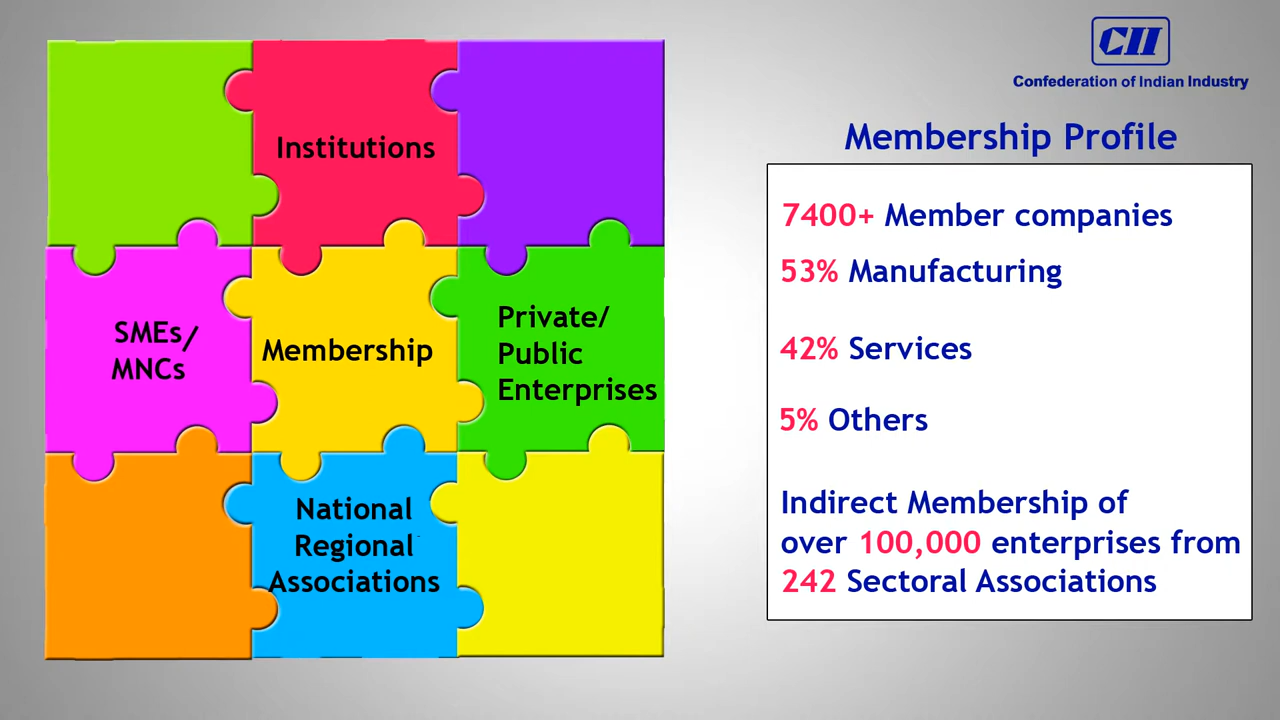 CII
Confederation of Indian Industry
Institutions
SMEs/
MNCs
Membership
Private/
Public
Enterprises
National
Regional
Associations
Membership Profile
7400+ Member companies
53% Manufacturing
42% Services
5% Others
Indirect Membership of
over 100,000 enterprises from
242 Sectoral Associations